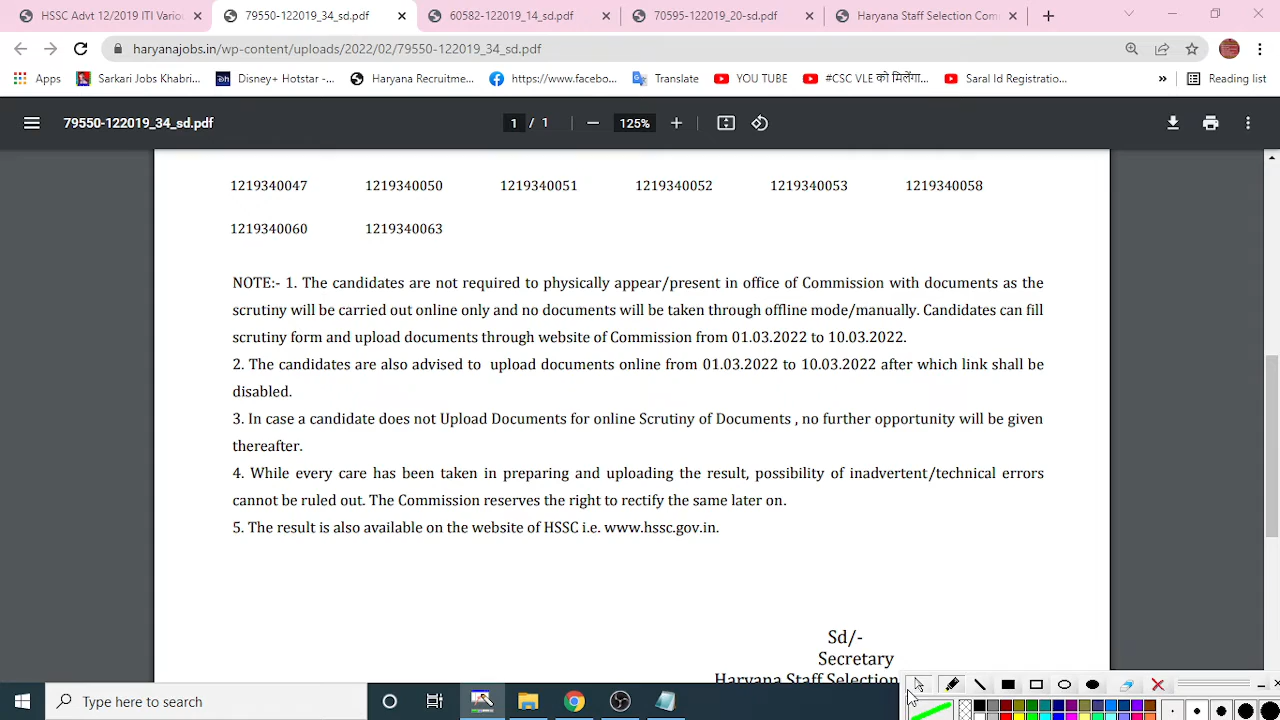 HSSC Advt 12/2019 ITI Variou
79550-122019_34_sd.pdf
60582-122019_14_sd.pdf
70595-122019_20-sd.pdf
Haryana Staff Selection Com
haryanajobs.in/wp-content/uploads/2022/02/79550-122019_34_sd.pdf
Apps
Sarkari Jobs Khabri...
Disney+ Hotstar -...
Haryana Recruitme...
https://www.facebo...
Translate
YOU TUBE
#CSC VLE को मिलेंगा...
Saral Id Registratio...
»
Reading list
79550-122019_34_sd.pdf
1 / 1
125%
1219340047 1219340050 1219340051 1219340052 1219340053 1219340058
1219340060 1219340063
NOTE:- 1. The candidates are not required to physically appear/present in office of Commission with documents as the
scrutiny will be carried out online only and no documents will be taken through offline mode/manually. Candidates can fill
scrutiny form and upload documents through website of Commission from 01.03.2022 to 10.03.2022.
2. The candidates are also advised to upload documents online from 01.03.2022 to 10.03.2022 after which link shall be
disabled.
3. In case a candidate does not Upload Documents for online Scrutiny of Documents , no further opportunity will be given
thereafter.
4. While every care has been taken in preparing and uploading the result, possibility of inadvertent/technical errors
cannot be ruled out. The Commission reserves the right to rectify the same later on.
5. The result is also available on the website of HSSC i.e. www.hssc.gov.in.
Sd/-
Secretary
Haryana Staff Selection
Type here to search